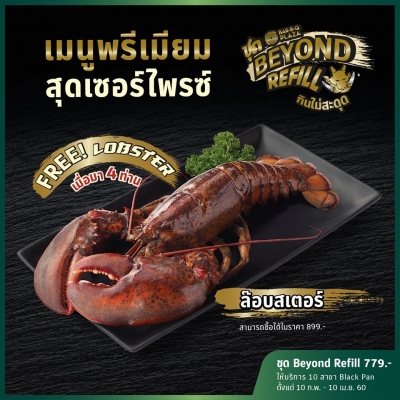 เมนูพรีเมียม
สุดเซอร์ไพรซ์
ชุด BAR B Q PLAZA
BEYOND
REFILL
กินไม่สะดุด
FREE! LOBSTER
เมื่อมา 4 ท่าน
ล๊อบสเตอร์
สามารถซื้อได้ในราคา 899.-
ชุด Beyond Refill 779.-
ให้บริการ 10 สาขา Black Pan
ตั้งแต่ 10 ก.พ. - 10 เม.ย. 60